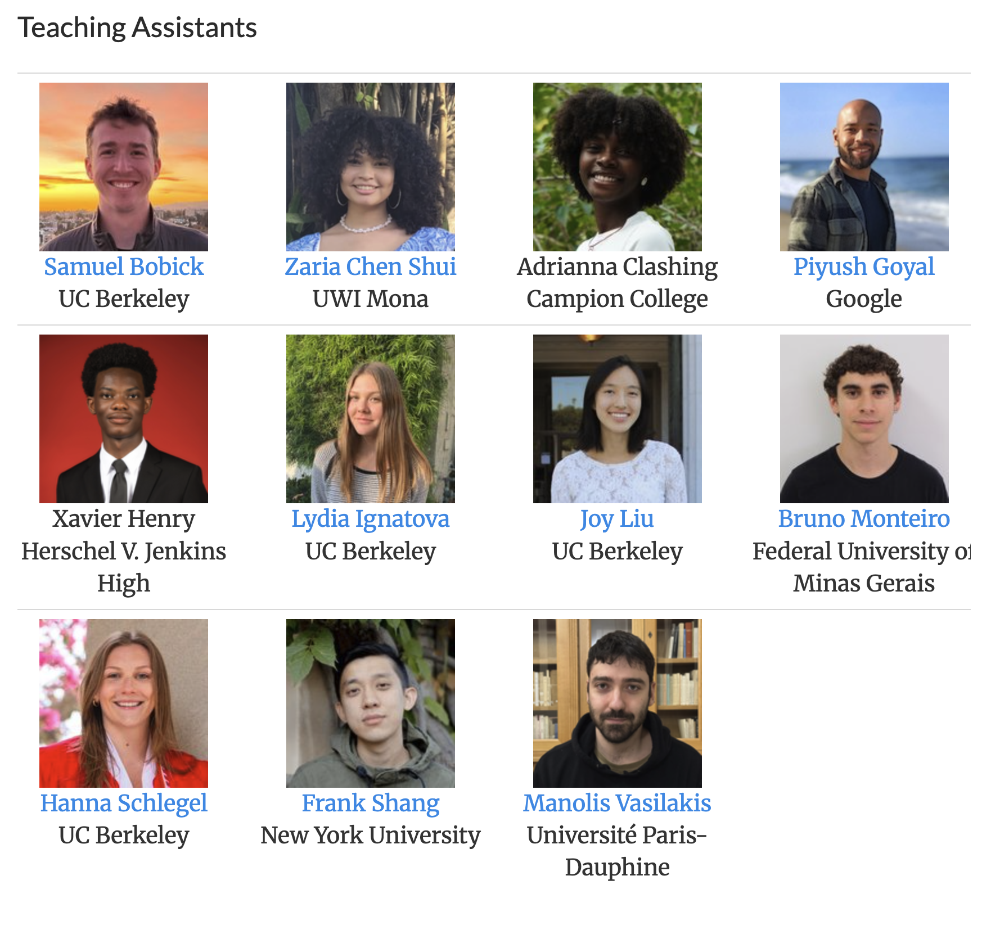 Teaching Assistants
Samuel Bobick
UC Berkeley
Zaria Chen Shui
UWI Mona
Adrianna Clashing
Campion College
Piyush Goyal
Google
Xavier Henry
Herschel V. Jenkins
High
Lydia Ignatova
UC Berkeley
Joy Liu
UC Berkeley
Bruno Monteiro
Federal University of
Minas Gerais
Hanna Schlegel
UC Berkeley
Frank Shang
New York University
Manolis Vasilakis
Université Paris-
Dauphine